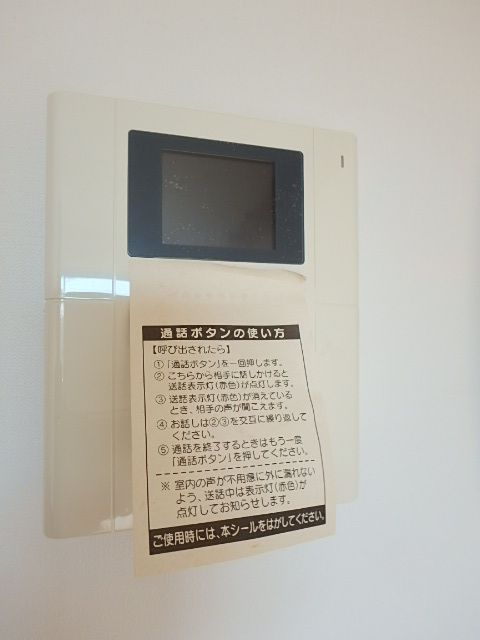 通話ボタンの使い方
【呼び出されたら】
①「通話ボタン」を一回押します。
②こちらから相手に話しかけると
送話表示灯(赤色)が点灯します。
③送話表示灯(赤色)が消えている
とき、相手の声が聞こえます。
④お話しは②③を交互に繰り返して
ください。
⑤通話を終了するときはもう一度
「通話ボタン」を押してください。
※室内の声が不用意に外に漏れない
よう、送話中は表示灯(赤色)が
点灯してお知らせします。
ご使用時には、本シールをはがしてください。